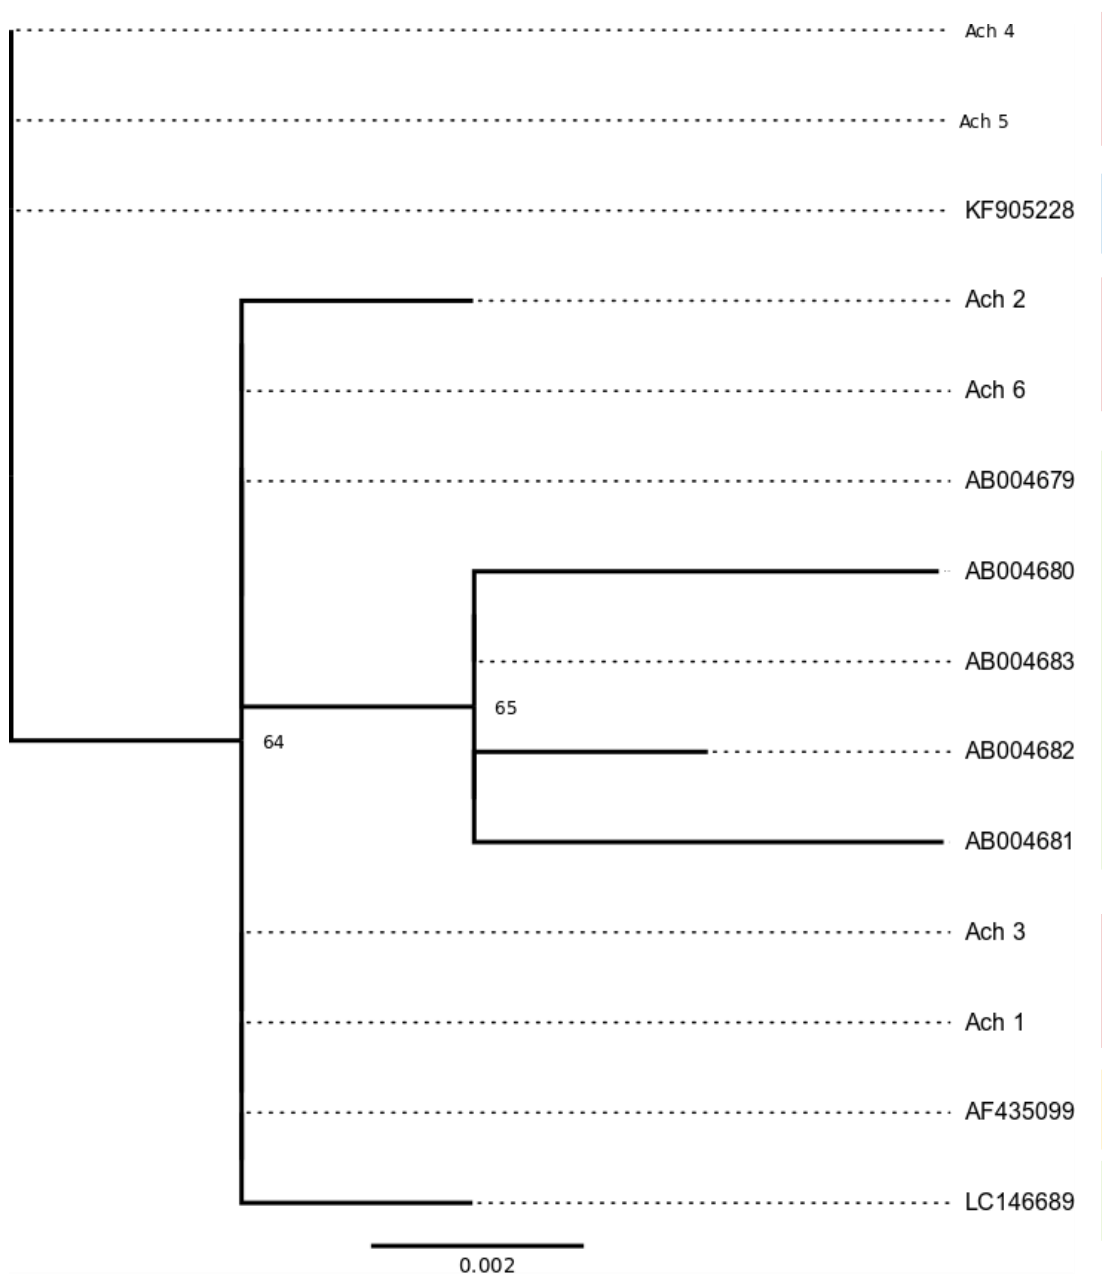 Ach 4
Ach 5
KF905228
Ach 2
Ach 6
AB004679
AB004680
AB004683
65
64
AB004682
AB004681
Ach 3
Ach 1
AF435099
LC146689
0.002